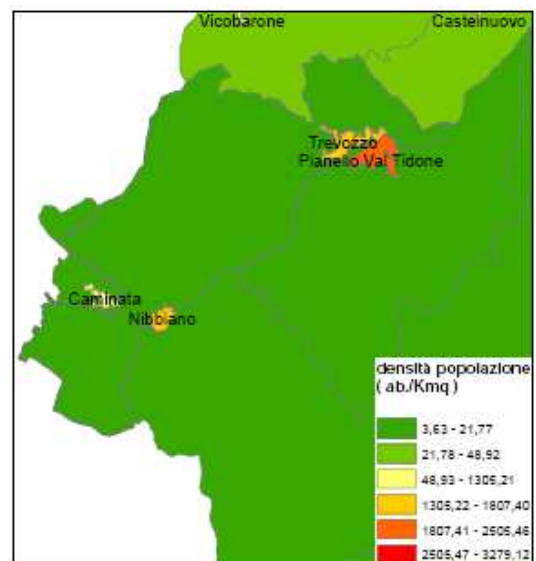 Vicobarone
Castelnuovo
Trevozzo
Pianello Val Tidone
Caminata
Nibbiano
densità popolazione
( ab./Kmq )
3,63 - 21,77
21,78 - 48,92
48,93 - 1305,21
1305,22 - 1807,40
1807,41 - 2505,46
2505,47 - 3279,12